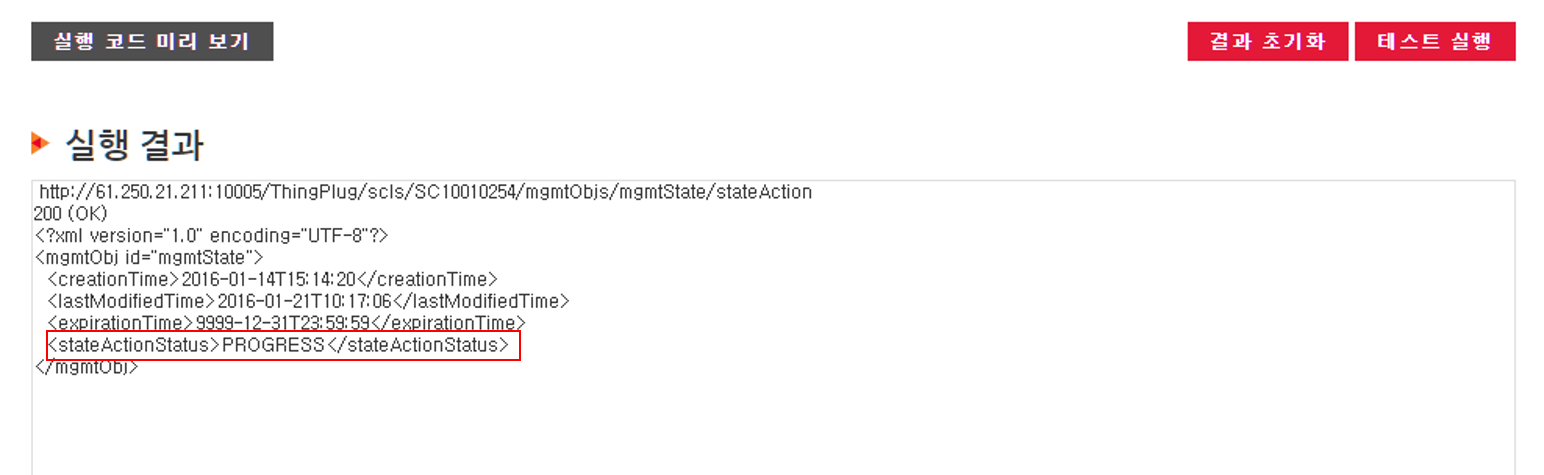 실행 코드 미리 보기
결과 초기화
테스트 실행
실행 결과
http://61.250.21.211:10005/ThingPlug/scls/SC10010254/mgmtObjs/mgmtState/stateAction
200 (OK)
<?xml version="1.0" encoding="UTF-8"?>
<mgmtObj id="mgmtState">
<creationTime>2016-01-14T15:14:20</creationTime>
<lastModifiedTime>2016-01-21T10:17:06</lastModifiedTime>
<expirationTime>9999-12-31T23:59:59</expirationTime>
<stateActionStatus>PROGRESS</stateActionStatus>
</mgmtObj>